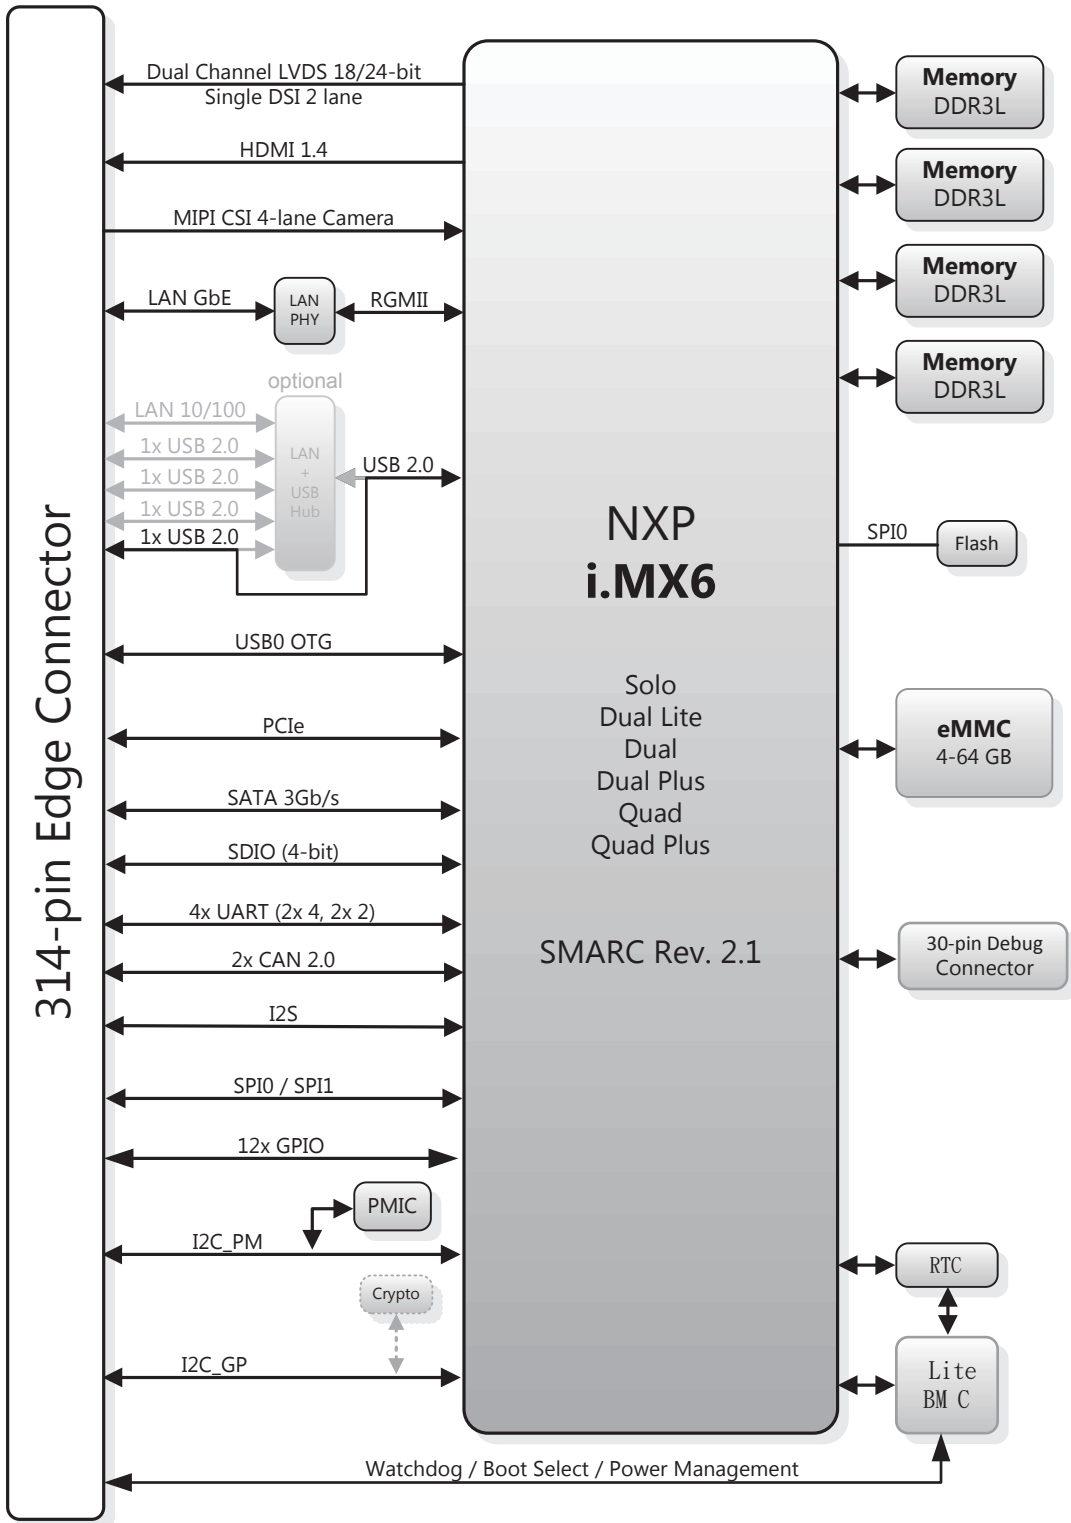 314-pin Edge Connector
Dual Channel LVDS 18/24-bit
Single DSI 2 lane
HDMI 1.4
MIPI CSI 4-lane Camera
LAN GbE
LAN
PHY
RGMII
optional
LAN 10/100
1x USB 2.0
1x USB 2.0
1x USB 2.0
1x USB 2.0
LAN
+
USB
Hub
USB 2.0
USB0 OTG
PCIe
SATA 3Gb/s
SDIO (4-bit)
4x UART (2x 4, 2x 2)
2x CAN 2.0
I2S
SPI0 / SPI1
12x GPIO
PMIC
I2C_PM
Crypto
I2C_GP
Watchdog / Boot Select / Power Management
NXP
i.MX6
Solo
Dual Lite
Dual
Dual Plus
Quad
Quad Plus
SMARC Rev. 2.1
Memory
DDR3L
Memory
DDR3L
Memory
DDR3L
Memory
DDR3L
SPI0
Flash
eMMC
4-64 GB
30-pin Debug
Connector
RTC
Lite
BM C